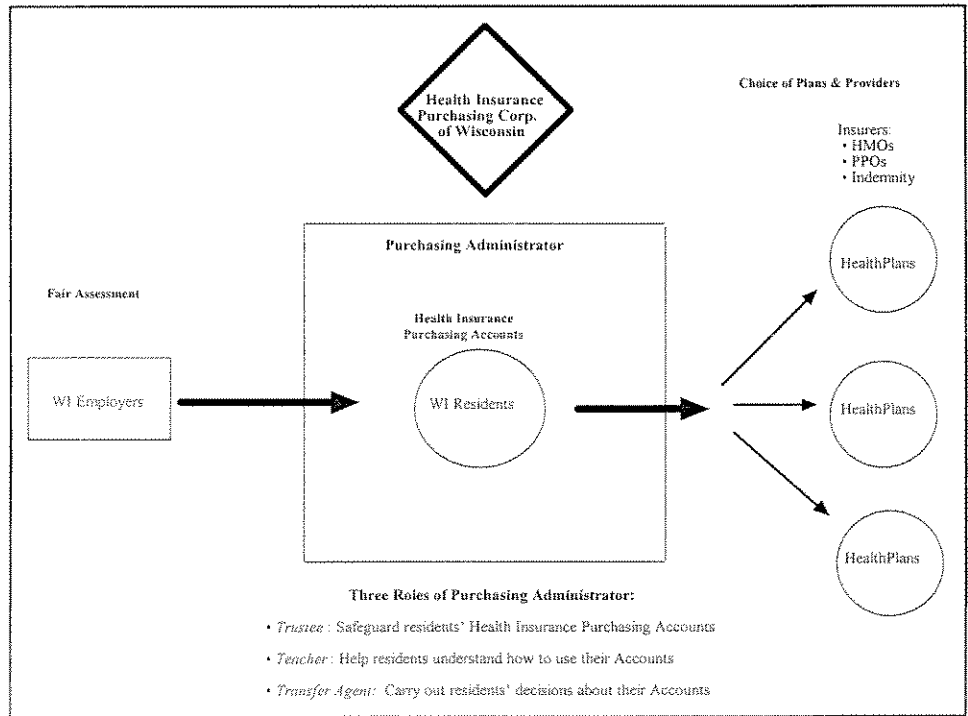 Health Insurance
Purchasing Corp.
of Wisconsin
Choice of Plans & Providers
Insurers:
• HMOs
• PPOs
• Indemnity
Purchasing Administrator
HealthPlans
Fair Assessment
Health Insurance
Purchasing Accounts
WI Employers
WI Residents
HealthPlans
HealthPlans
Three Roles of Purchasing Administrator:
• Trustee : Safeguard residents' Health Insurance Purchasing Accounts
• Teacher : Help residents understand how to use their Accounts
• Transfer Agent: Carry out residents' decisions about their Accounts